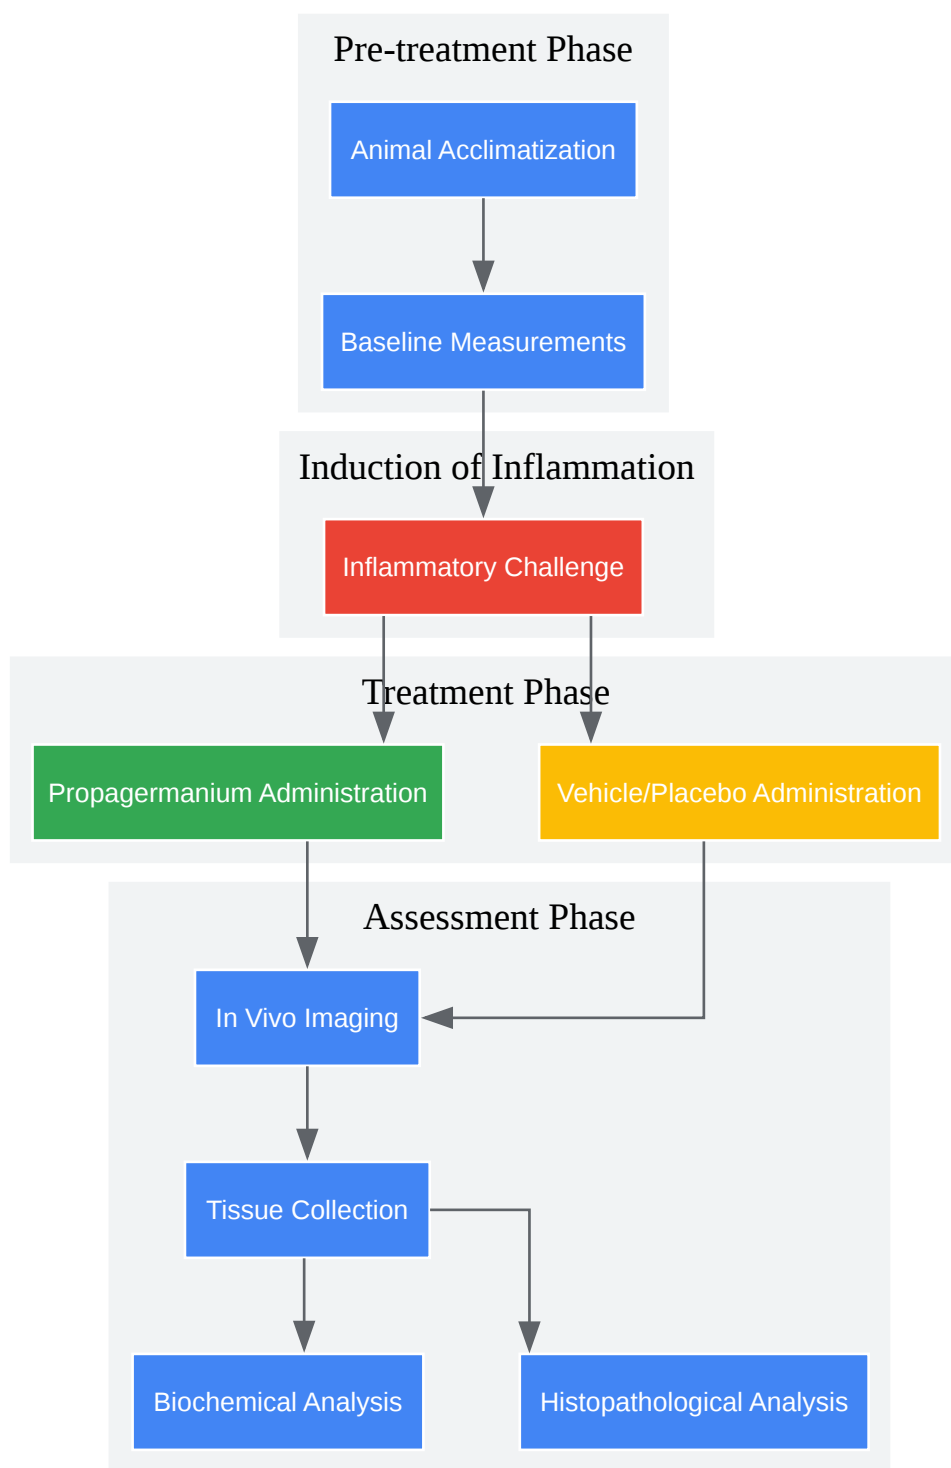 Pre-treatment Phase
Animal Acclimatization
Baseline Measurements
Induction of Inflammation
Inflammatory Challenge
Treatment Phase
Propagermanium Administration
Vehicle/Placebo Administration
Assessment Phase
In Vivo Imaging
Tissue Collection
Biochemical Analysis
Histopathological Analysis